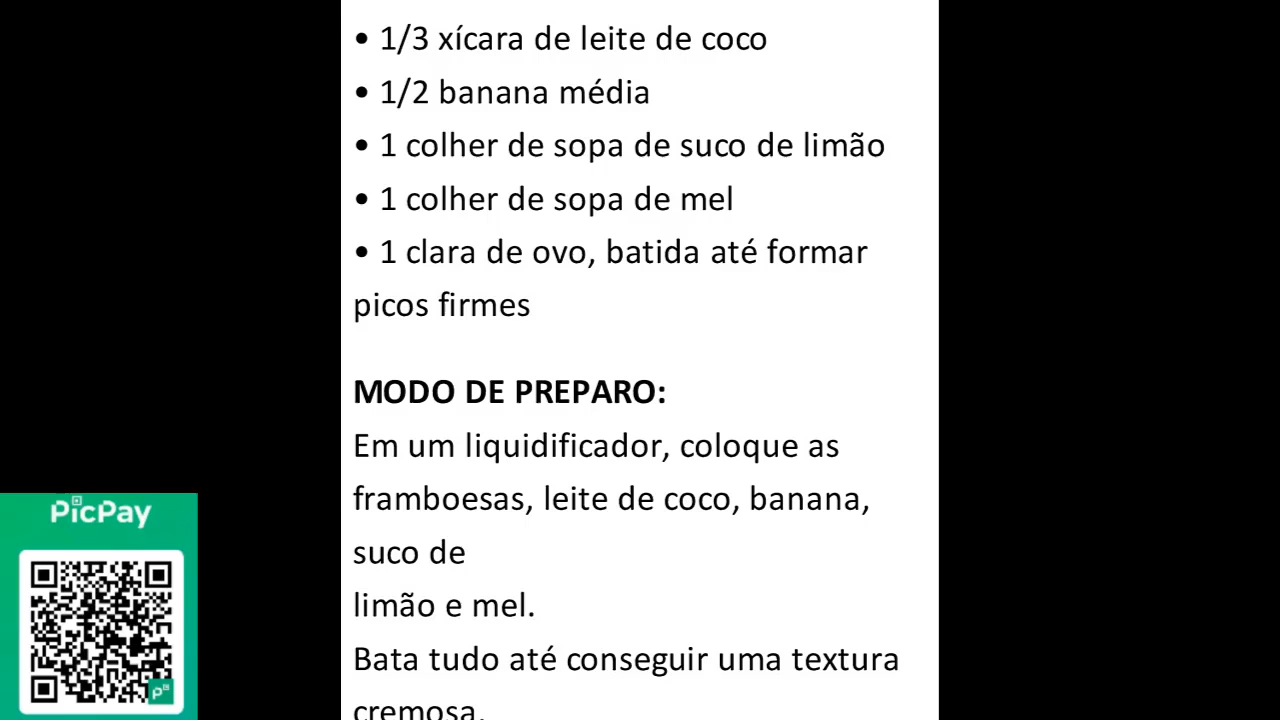 • 1/3 xícara de leite de coco
• 1/2 banana média
• 1 colher de sopa de suco de limão
• 1 colher de sopa de mel
• 1 clara de ovo, batida até formar
picos firmes
MODO DE PREPARO:
Em um liquidificador, coloque as
framboesas, leite de coco, banana,
suco de
limão e mel.
Bata tudo até conseguir uma textura
cremosa.
PicPay